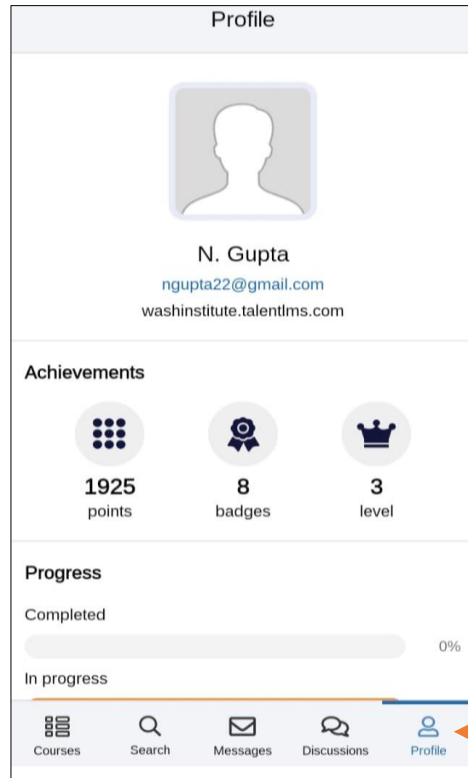 Profile
N. Gupta
ngupta22@gmail.com
washinstitute.talentlms.com
Achievements
1925 8 3
points badges level
Progress
Completed
0%
In progress
Courses Search Messages Discussions Profile